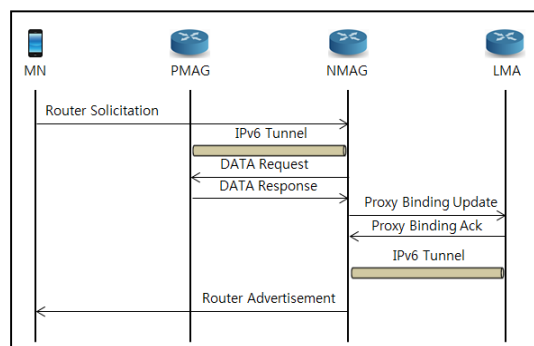 MN PMAG NMAG LMA
Router Solicitation
IPv6 Tunnel
DATA Request
DATA Response
Proxy Binding Update
Proxy Binding Ack
IPv6 Tunnel
Router Advertisement